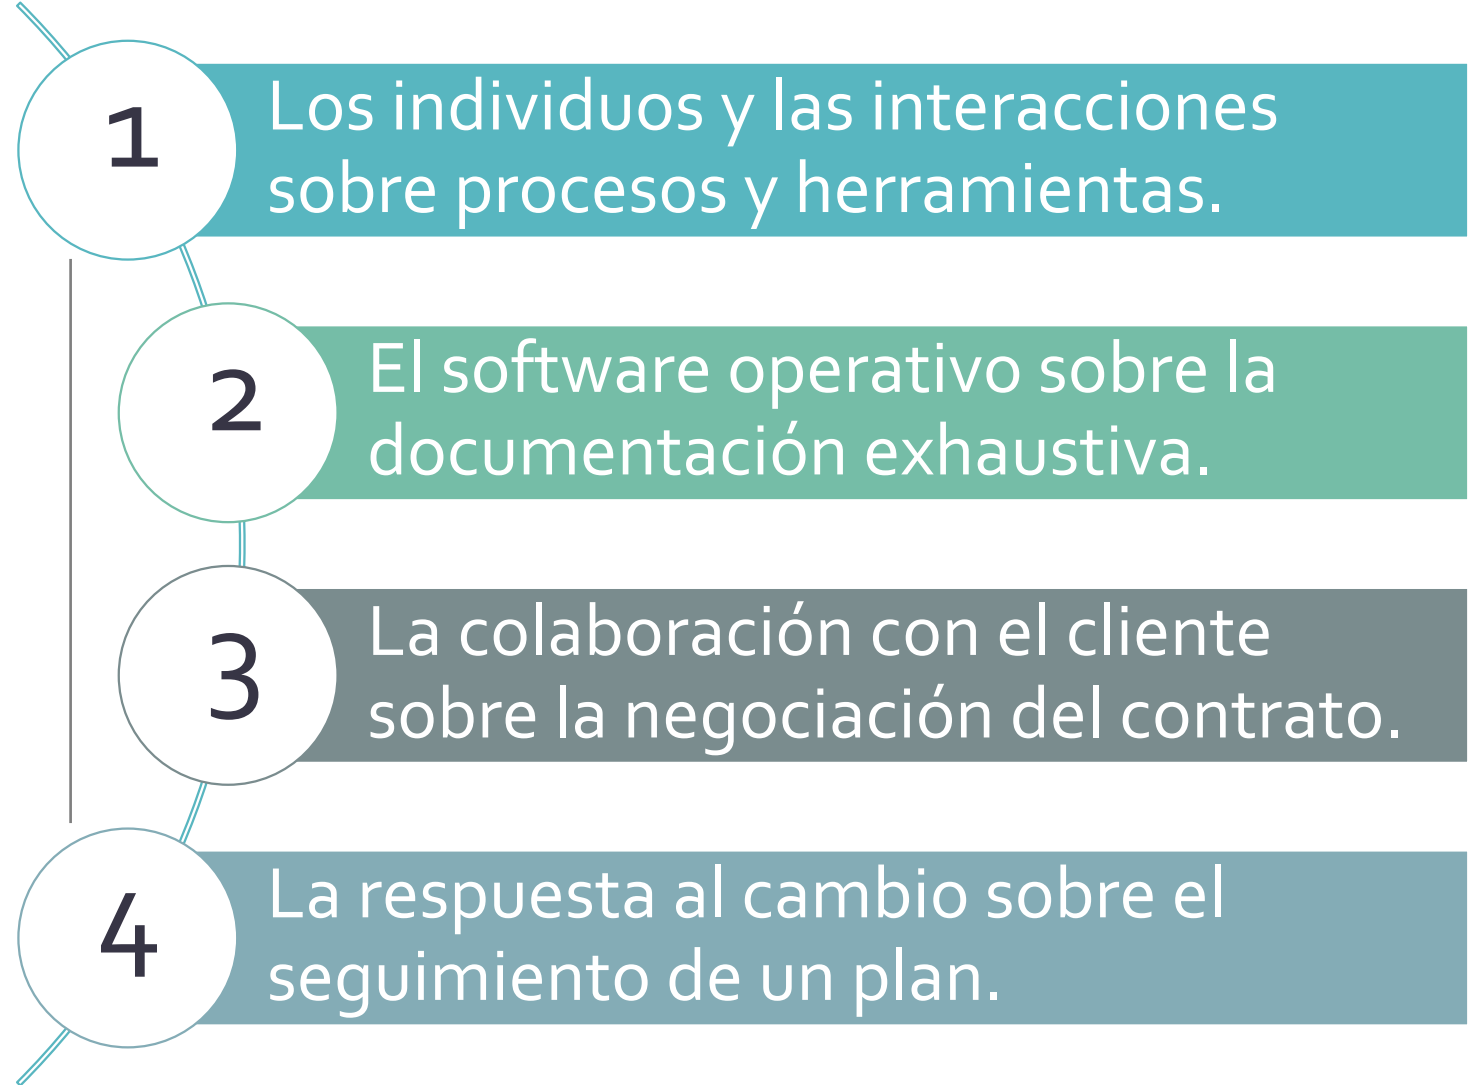 1
Los individuos y las interacciones
sobre procesos y herramientas.
2
El software operativo sobre la
documentación exhaustiva.
3
La colaboración con el cliente
sobre la negociación del contrato.
4
La respuesta al cambio sobre el
seguimiento de un plan.